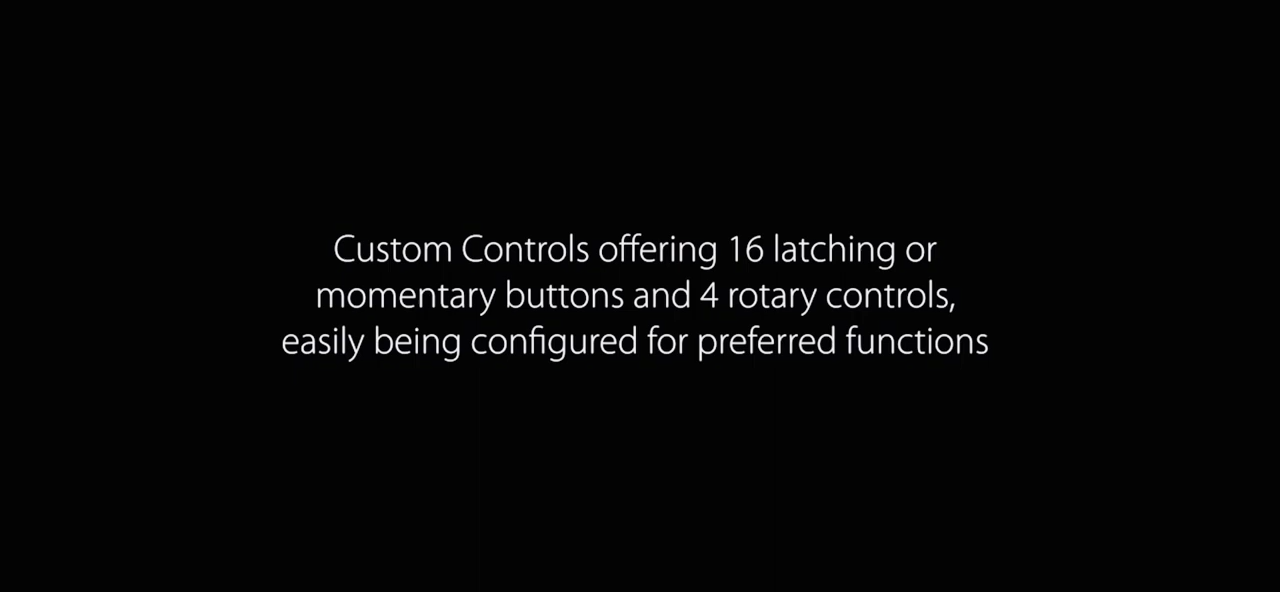 Custom Controls offering 16 latching or
momentary buttons and 4 rotary controls,
easily being configured for preferred functions